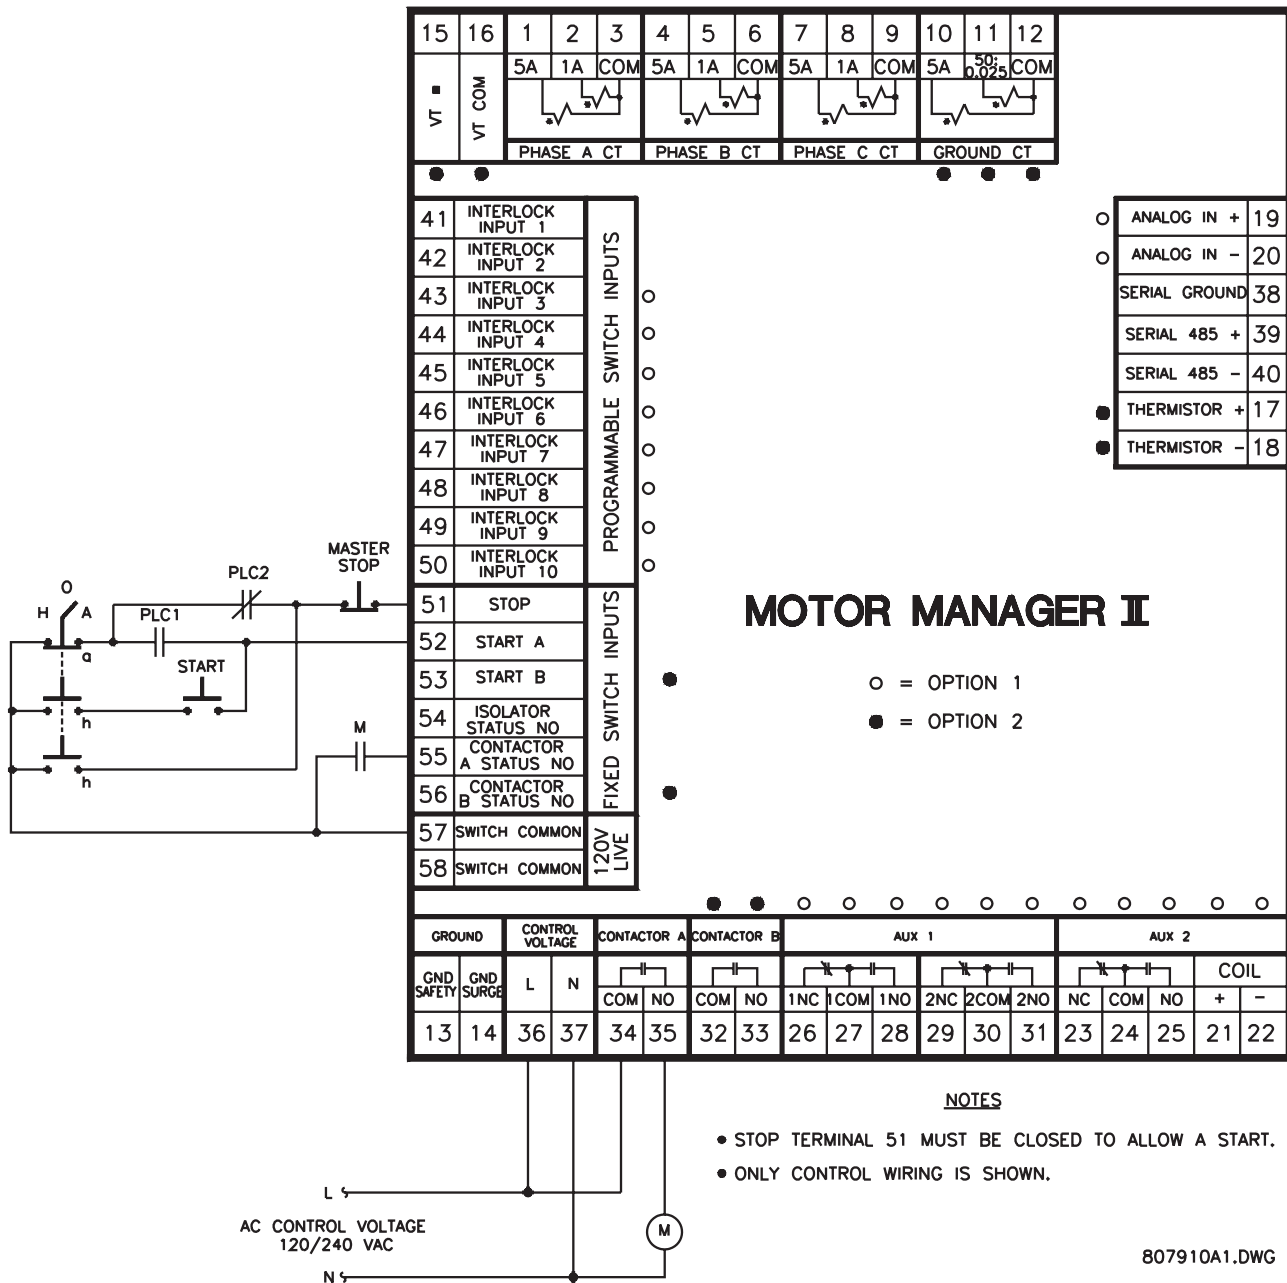 15 16 1 2 3 4 5 6 7 8 9 10 11 12
5A 1A COM 5A 1A COM 5A 1A COM 5A 50: 0.025 COM
VT ■
VT COM
PHASE A CT PHASE B CT PHASE C CT GROUND CT
41 INTERLOCK INPUT 1
42 INTERLOCK INPUT 2
43 INTERLOCK INPUT 3
44 INTERLOCK INPUT 4
45 INTERLOCK INPUT 5
46 INTERLOCK INPUT 6
47 INTERLOCK INPUT 7
48 INTERLOCK INPUT 8
49 INTERLOCK INPUT 9
50 INTERLOCK INPUT 10
PROGRAMMABLE SWITCH INPUTS
ANALOG IN + 19
ANALOG IN - 20
SERIAL GROUND 38
SERIAL 485 + 39
SERIAL 485 - 40
THERMISTOR + 17
THERMISTOR - 18
51 STOP
52 START A
53 START B
54 ISOLATOR STATUS NO
55 CONTACTOR A STATUS NO
56 CONTACTOR B STATUS NO
FIXED SWITCH INPUTS
57 SWITCH COMMON
58 SWITCH COMMON
120V LIVE
MASTER
STOP
PLC2
O
H A
PLC1
a
START
h
M
h
MOTOR MANAGER II
○ = OPTION 1
● = OPTION 2
GROUND CONTROL VOLTAGE CONTACTOR A CONTACTOR B AUX 1 AUX 2
GND SAFETY GND SURGE L N COIL
COM NO COM NO 1NC 1COM 1NO 2NC 2COM 2NO NC COM NO + -
13 14 36 37 34 35 32 33 26 27 28 29 30 31 23 24 25 21 22
NOTES
● STOP TERMINAL 51 MUST BE CLOSED TO ALLOW A START.
● ONLY CONTROL WIRING IS SHOWN.
L
AC CONTROL VOLTAGE
120/240 VAC
M
N
807910A1.DWG